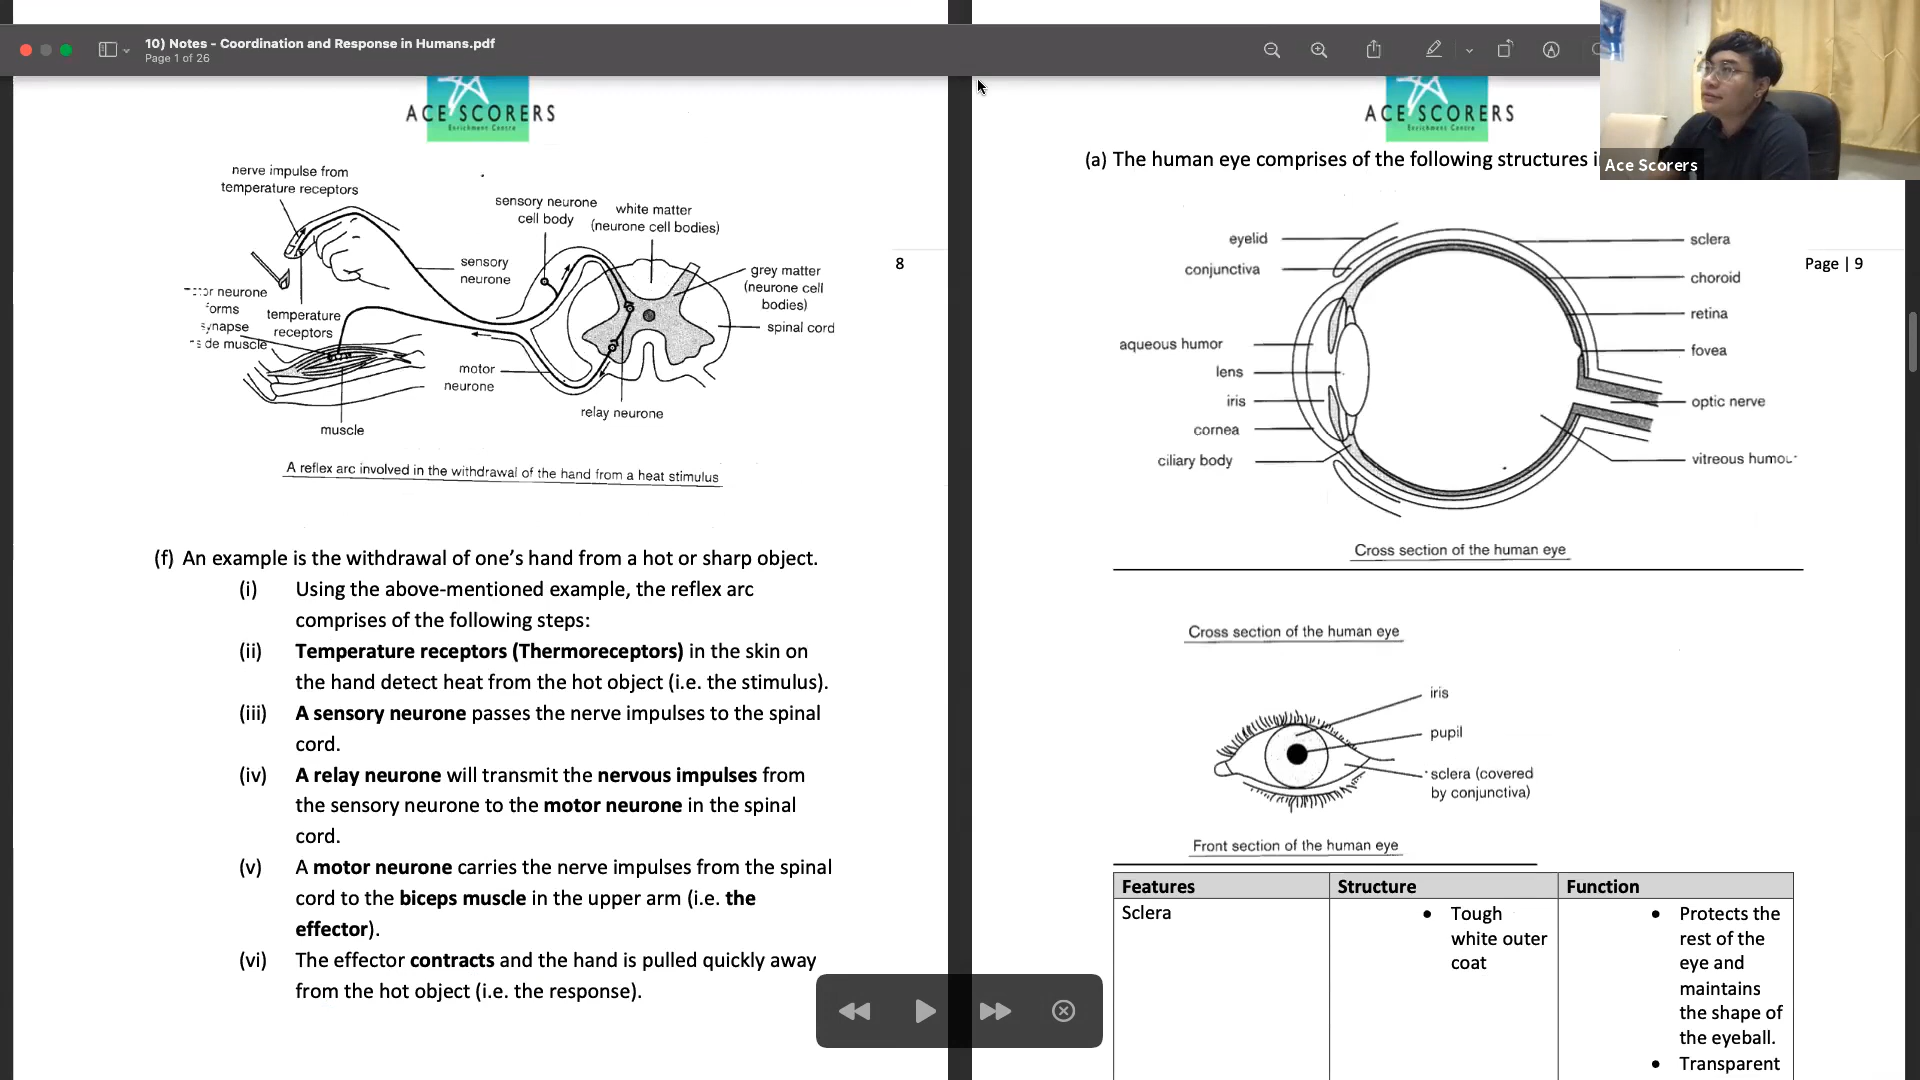 10) Notes - Coordination and Response in Humans.pdf
Page 1 of 26
ACE SCORERS
Enrichment Centre
nerve impulse from
temperature receptors
sensory neurone
cell body
white matter
(neurone cell bodies)
sensory
neurone
grey matter
(neurone cell
bodies)
spinal cord
or neurone
forms
synapse
de muscle
temperature
receptors
motor
neurone
relay neurone
muscle
A reflex arc involved in the withdrawal of the hand from a heat stimulus
8
(f) An example is the withdrawal of one's hand from a hot or sharp object.
(i) Using the above-mentioned example, the reflex arc
comprises of the following steps:
(ii) Temperature receptors (Thermoreceptors) in the skin on
the hand detect heat from the hot object (i.e. the stimulus).
(iii) A sensory neurone passes the nerve impulses to the spinal
cord.
(iv) A relay neurone will transmit the nervous impulses from
the sensory neurone to the motor neurone in the spinal
cord.
(v) A motor neurone carries the nerve impulses from the spinal
cord to the biceps muscle in the upper arm (i.e. the
effector).
(vi) The effector contracts and the hand is pulled quickly away
from the hot object (i.e. the response).
ACE SCORERS
Enrichment Centre
Ace Scorers
(a) The human eye comprises of the following structures
eyelid
conjunctiva
aqueous humor
lens
iris
cornea
ciliary body
sclera
choroid
retina
fovea
optic nerve
vitreous humou
Page | 9
Cross section of the human eye
Cross section of the human eye
iris
pupil
sclera (covered
by conjunctiva)
Front section of the human eye
Features Structure Function
Sclera • Tough • Protects the
white outer rest of the
coat eye and
maintains
the shape of
the eyeball.
• Transparent